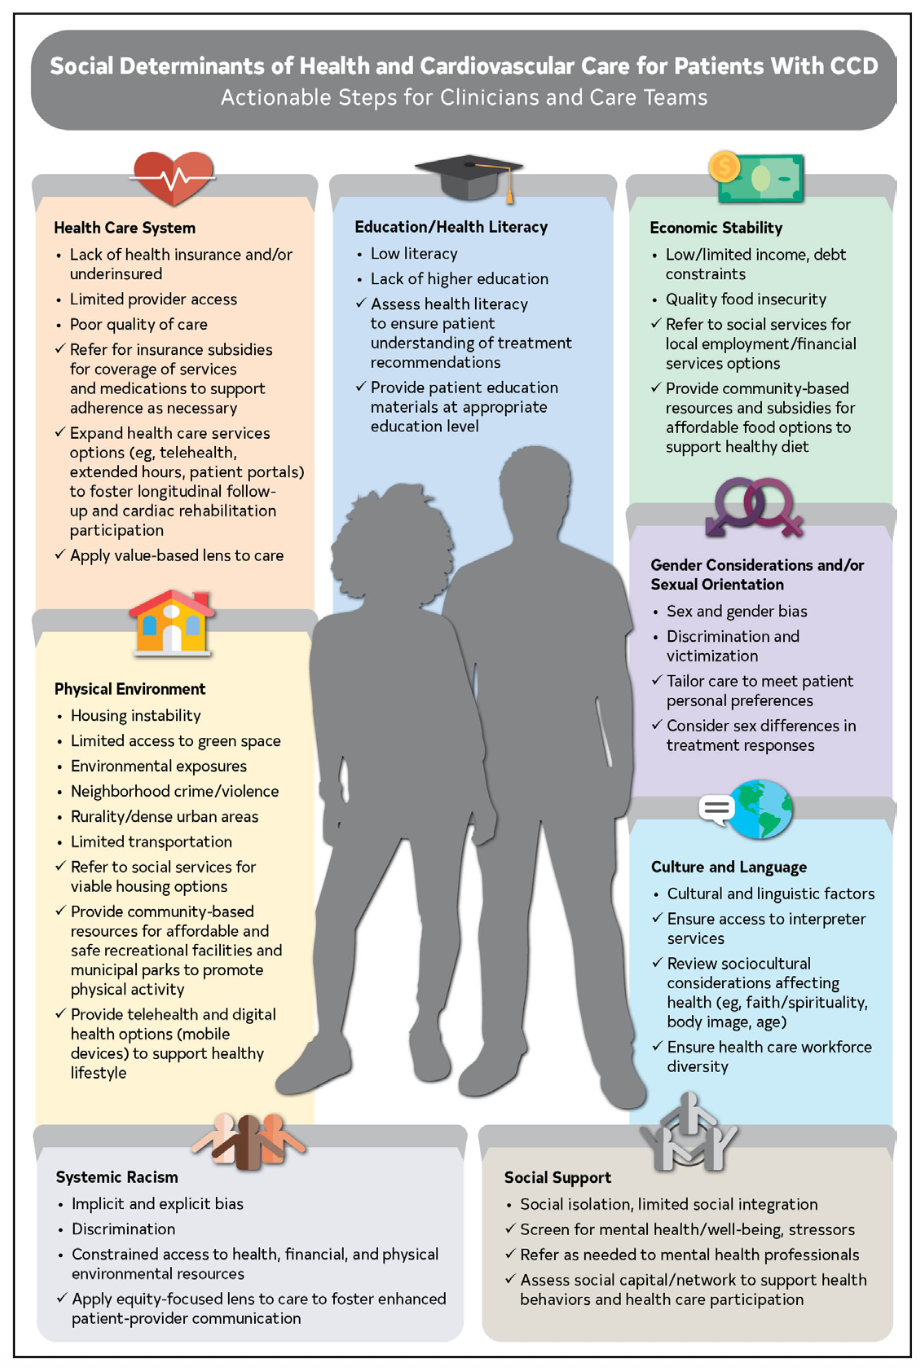 Social Determinants of Health and Cardiovascular Care for Patients With CCD
Actionable Steps for Clinicians and Care Teams
Health Care System
• Lack of health insurance and/or
underinsured
• Limited provider access
• Poor quality of care
✓ Refer for insurance subsidies
for coverage of services
and medications to support
adherence as necessary
✓ Expand health care services
options (eg, telehealth,
extended hours, patient portals)
to foster longitudinal follow-
up and cardiac rehabilitation
participation
✓ Apply value-based lens to care
Education/Health Literacy
• Low literacy
• Lack of higher education
✓ Assess health literacy
to ensure patient
understanding of treatment
recommendations
✓ Provide patient education
materials at appropriate
education level
$
Economic Stability
• Low/limited income, debt
constraints
• Quality food insecurity
✓ Refer to social services for
local employment/financial
services options
✓ Provide community-based
resources and subsidies for
affordable food options to
support healthy diet
Gender Considerations and/or
Sexual Orientation
• Sex and gender bias
• Discrimination and
victimization
✓ Tailor care to meet patient
personal preferences
✓ Consider sex differences in
treatment responses
Physical Environment
• Housing instability
• Limited access to green space
• Environmental exposures
• Neighborhood crime/violence
• Rurality/dense urban areas
• Limited transportation
✓ Refer to social services for
viable housing options
✓ Provide community-based
resources for affordable and
safe recreational facilities and
municipal parks to promote
physical activity
✓ Provide telehealth and digital
health options (mobile
devices) to support healthy
lifestyle
Culture and Language
• Cultural and linguistic factors
✓ Ensure access to interpreter
services
✓ Review sociocultural
considerations affecting
health (eg, faith/spirituality,
body image, age)
✓ Ensure health care workforce
diversity
Systemic Racism
• Implicit and explicit bias
• Discrimination
• Constrained access to health, financial, and physical
environmental resources
✓ Apply equity-focused lens to care to foster enhanced
patient-provider communication
Social Support
• Social isolation, limited social integration
✓ Screen for mental health/well-being, stressors
✓ Refer as needed to mental health professionals
✓ Assess social capital/network to support health
behaviors and health care participation